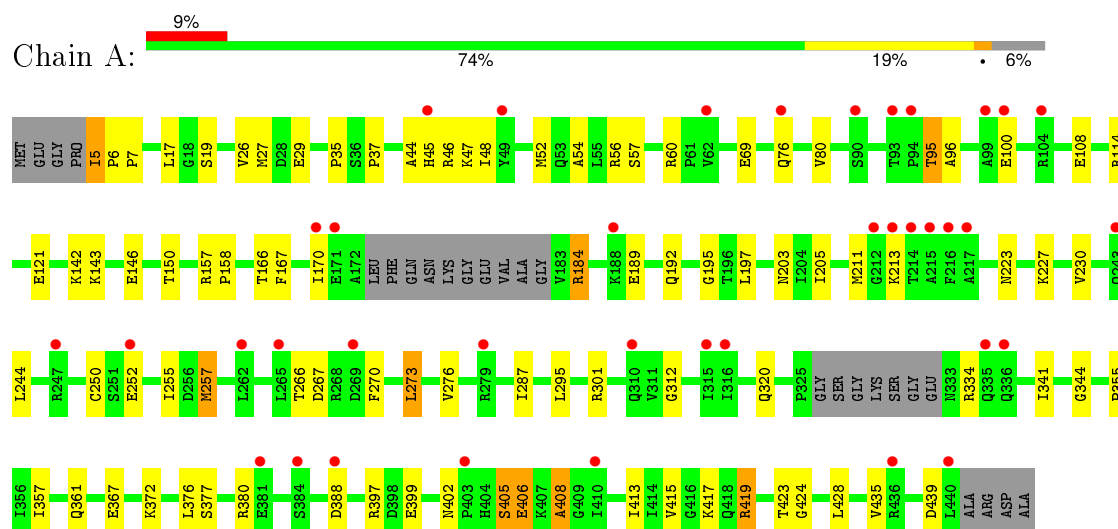 9%
Chain A:
74% 19% • 6%
MET GLU GLY PRO I5 P6 P7 L17 G18 S19 V26 M27 D28 E29 P35 S36 P37 A44 H45 R46 K47 I48 Y49 M52 Q53 A54 L55 R56 S57 R60 P61 V62 E69 Q76 V80 S90 T93 P94 T95 A96 A99 E100 R104 E108 R114
E121 K142 K143 E146 T150 R157 P158 T166 F167 I170 E171 A172 LEU PHE GLN ASN LYS GLY GLU VAL ALA GLY V183 R184 K188 E189 Q192 G195 T196 L197 N203 I204 I205 M211 G212 K213 T214 A215 F216 A217 N223 K227 V230 Q243
L244 R247 C250 S251 E252 I255 D256 M257 L262 L265 T266 D267 R268 D269 F270 L273 V276 R279 I287 L295 R301 Q310 V311 G312 I315 I316 Q320 P325 GLY SER GLY LYS SER GLY GLU N333 R334 Q335 Q336 I341 G344 P355
I356 I357 Q361 E367 K372 L376 S377 R380 E381 S384 D388 R397 D398 E399 N402 P403 H404 S405 E406 K407 A408 G409 I410 I413 I414 V415 G416 K417 Q418 R419 T423 G424 L428 V435 R436 D439 L440 ALA ARG ASP ALA